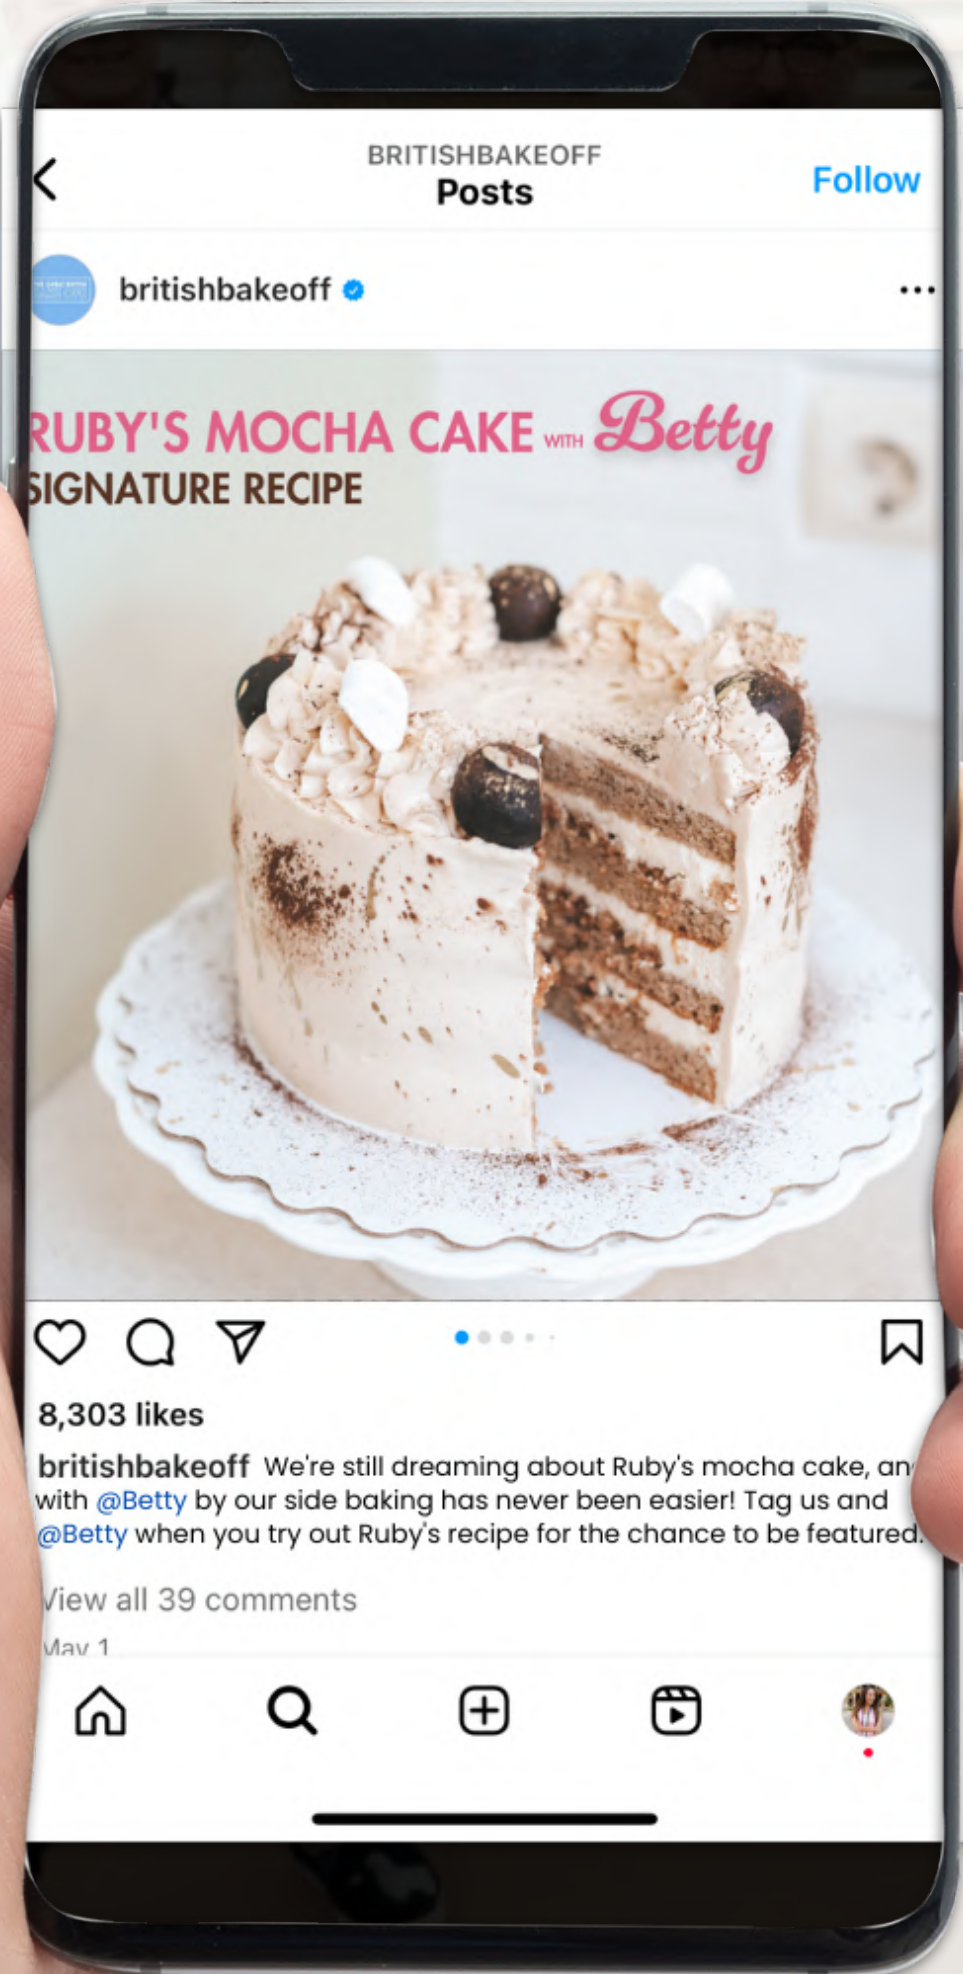 BRITISHBAKEOFF
Posts
Follow
britishbakeoff
RUBY'S MOCHA CAKE WITH Betty
SIGNATURE RECIPE
8,303 likes
britishbakeoff We're still dreaming about Ruby's mocha cake, an
with @Betty by our side baking has never been easier! Tag us and
@Betty when you try out Ruby's recipe for the chance to be featured.
View all 39 comments
May 1